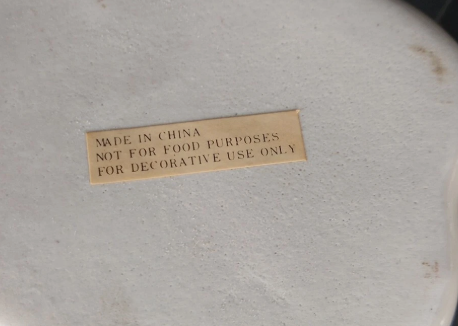 MADE IN CHINA
NOT FOR FOOD PURPOSES
FOR DECORATIVE USE ONLY